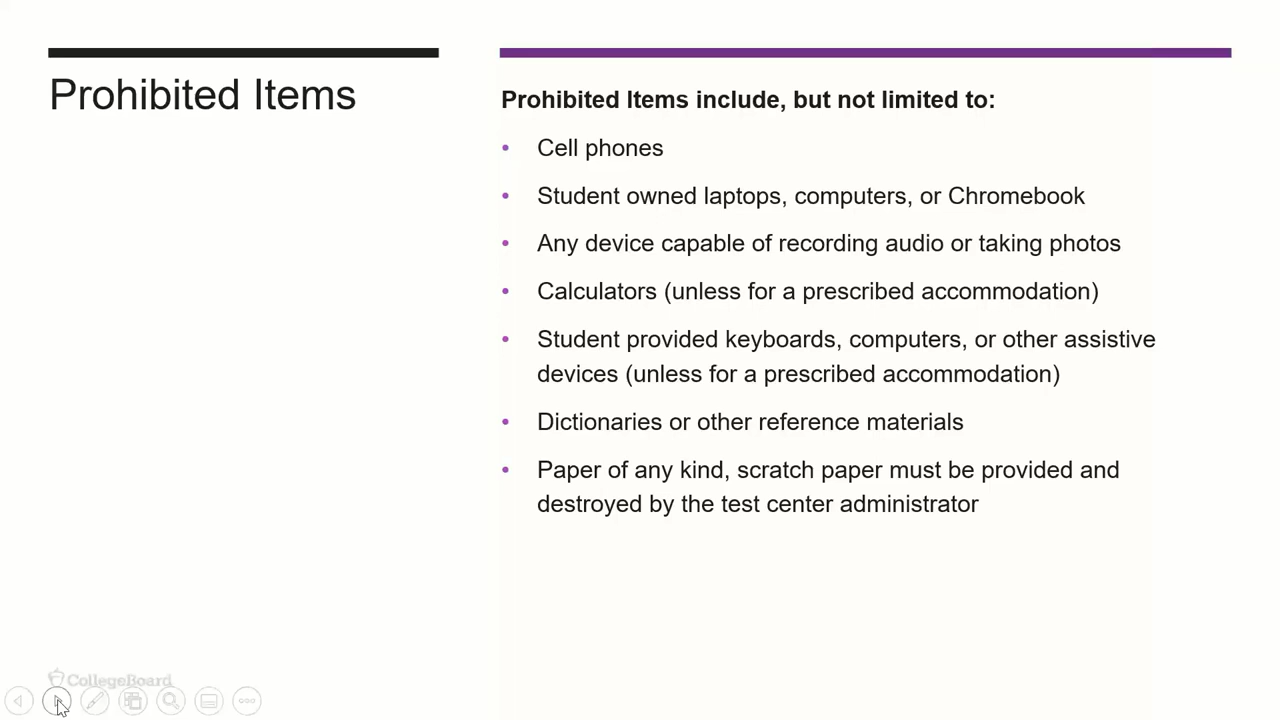 Prohibited Items
Prohibited Items include, but not limited to:
• Cell phones
• Student owned laptops, computers, or Chromebook
• Any device capable of recording audio or taking photos
• Calculators (unless for a prescribed accommodation)
• Student provided keyboards, computers, or other assistive
devices (unless for a prescribed accommodation)
• Dictionaries or other reference materials
• Paper of any kind, scratch paper must be provided and
destroyed by the test center administrator
CollegeBoard